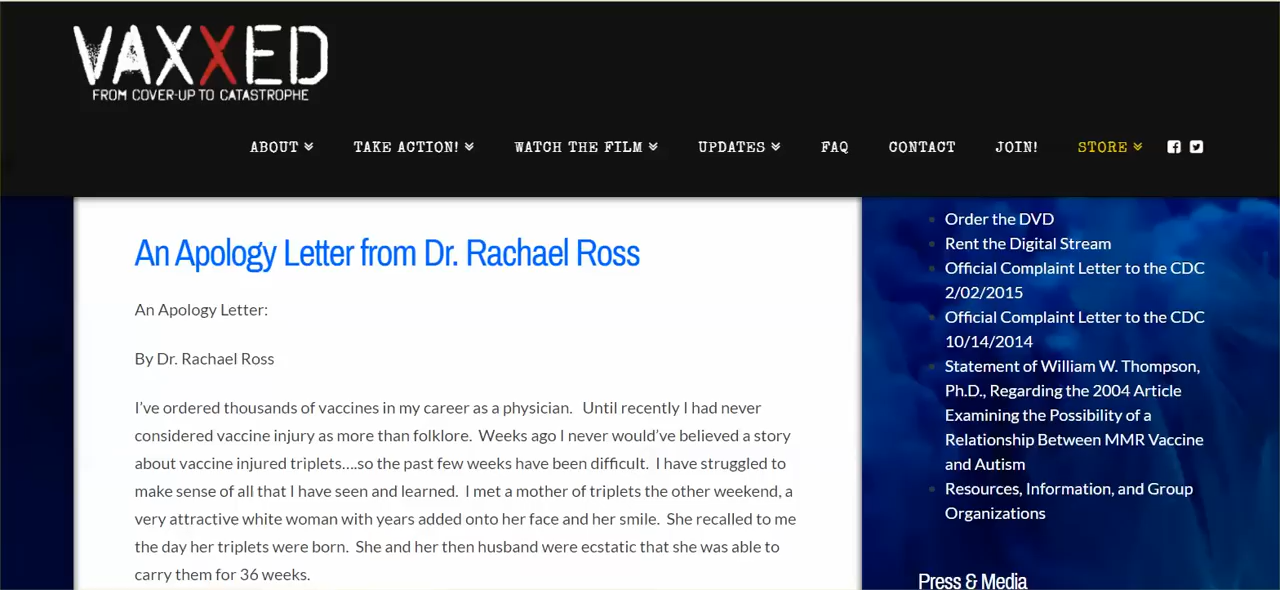 VAXXED
FROM COVER-UP TO CATASTROPHE
ABOUT TAKE ACTION! WATCH THE FILM UPDATES FAQ CONTACT JOIN! STORE
An Apology Letter from Dr. Rachael Ross
An Apology Letter:
By Dr. Rachael Ross
I've ordered thousands of vaccines in my career as a physician.   Until recently I had never
considered vaccine injury as more than folklore.  Weeks ago I never would've believed a story
about vaccine injured triplets....so the past few weeks have been difficult.  I have struggled to
make sense of all that I have seen and learned.  I met a mother of triplets the other weekend, a
very attractive white woman with years added onto her face and her smile.  She recalled to me
the day her triplets were born.  She and her then husband were ecstatic that she was able to
carry them for 36 weeks.
Order the DVD
Rent the Digital Stream
Official Complaint Letter to the CDC
2/02/2015
Official Complaint Letter to the CDC
10/14/2014
Statement of William W. Thompson,
Ph.D., Regarding the 2004 Article
Examining the Possibility of a
Relationship Between MMR Vaccine
and Autism
Resources, Information, and Group
Organizations
Press & Media